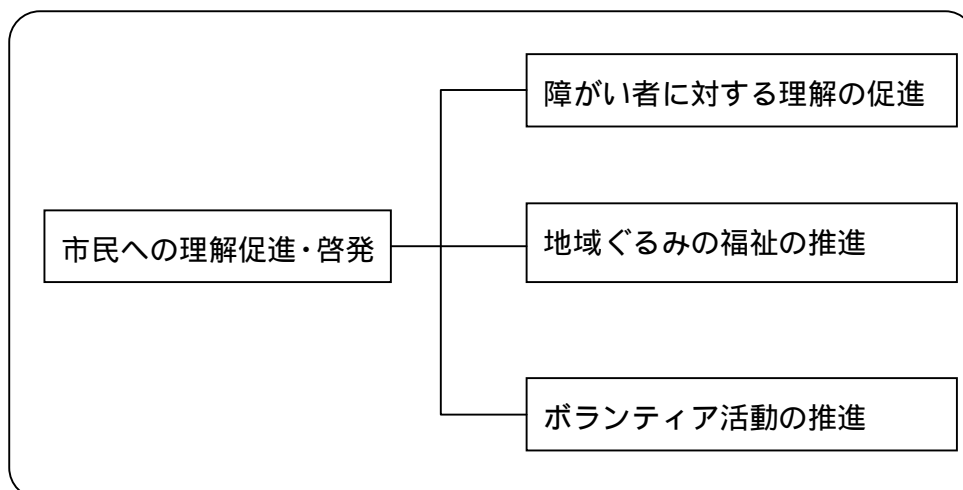 障がい者に対する理解の促進
市民への理解促進・啓発
地域ぐるみの福祉の推進
ボランティア活動の推進